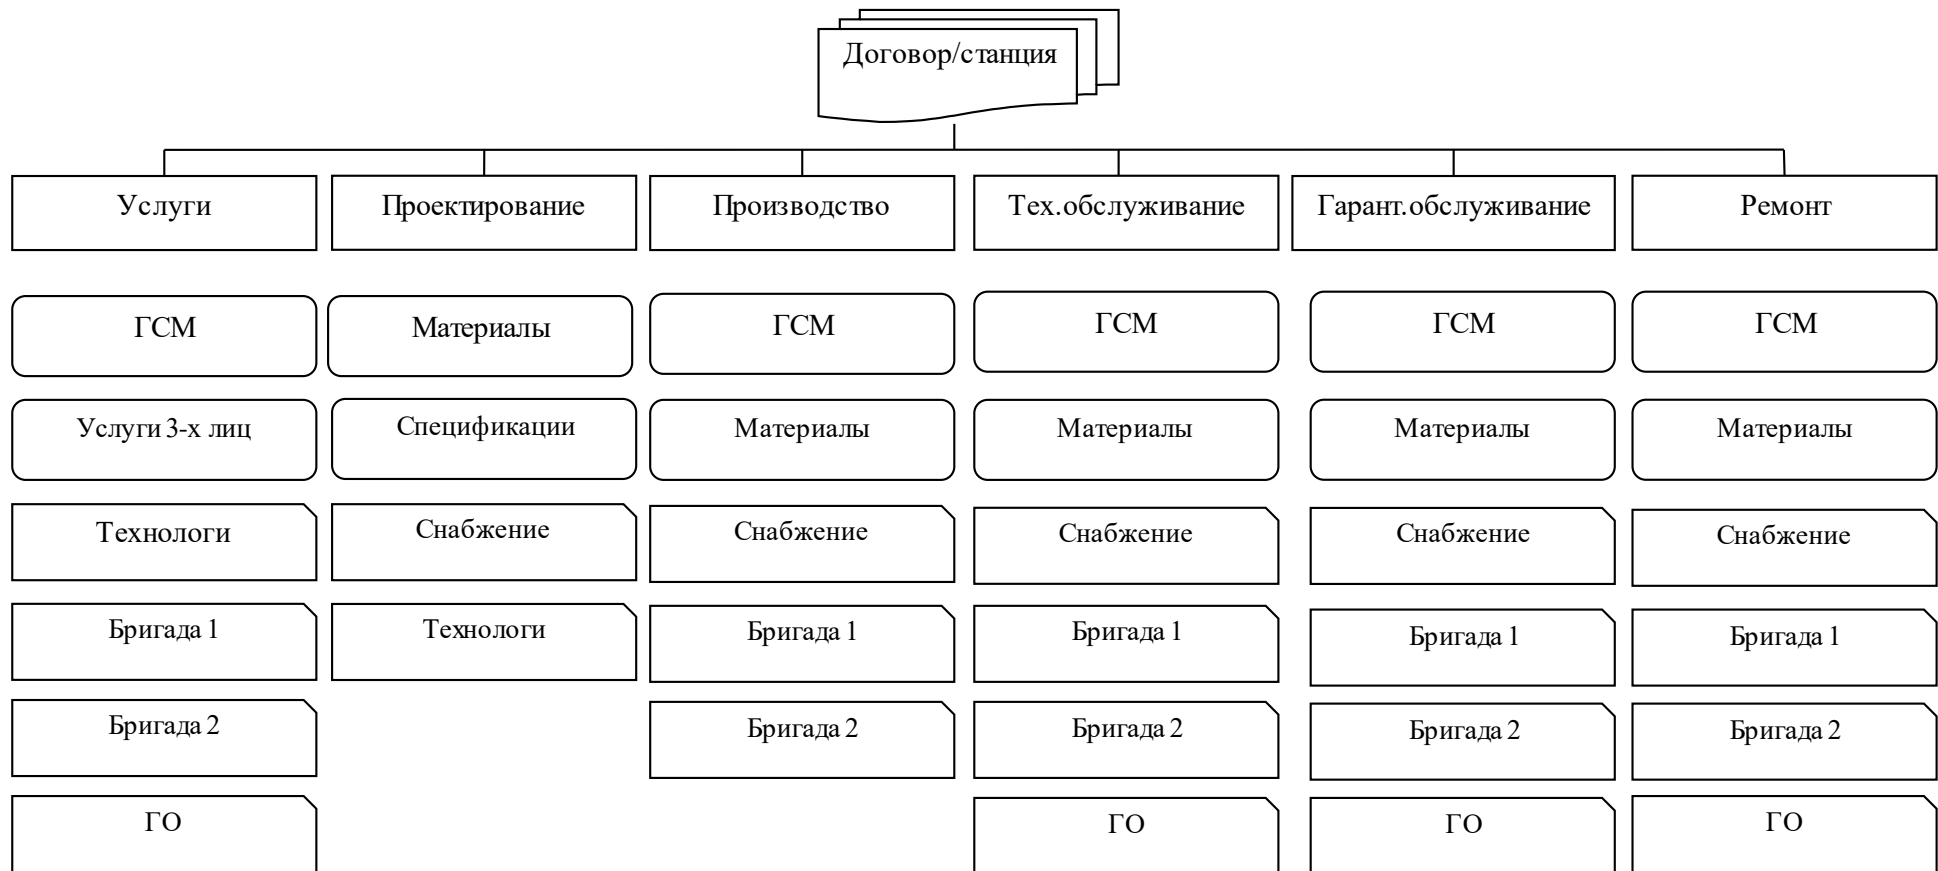 Договор/станция
Услуги
Проектирование
Производство
Тех.обслуживание
Гарант.обслуживание
Ремонт
ГСМ
Материалы
ГСМ
ГСМ
ГСМ
ГСМ
Услуги 3-х лиц
Спецификации
Материалы
Материалы
Материалы
Материалы
Технологи
Снабжение
Снабжение
Снабжение
Снабжение
Снабжение
Бригада 1
Технологи
Бригада 1
Бригада 1
Бригада 1
Бригада 1
Бригада 2
Бригада 2
Бригада 2
Бригада 2
Бригада 2
ГО
ГО
ГО
ГО